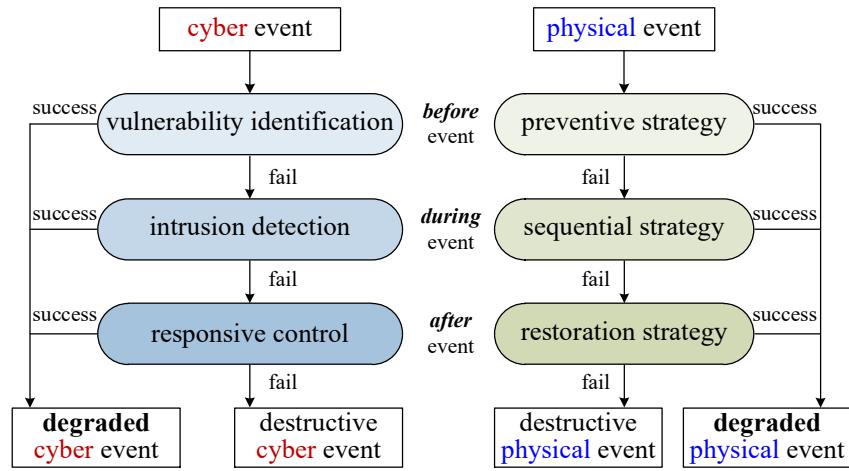 cyber event
physical event
success
vulnerability identification
before
event
preventive strategy
success
fail
fail
success
intrusion detection
during
event
sequential strategy
success
fail
fail
success
responsive control
after
event
restoration strategy
success
fail
fail
degraded
cyber event
destructive
cyber event
destructive
physical event
degraded
physical event